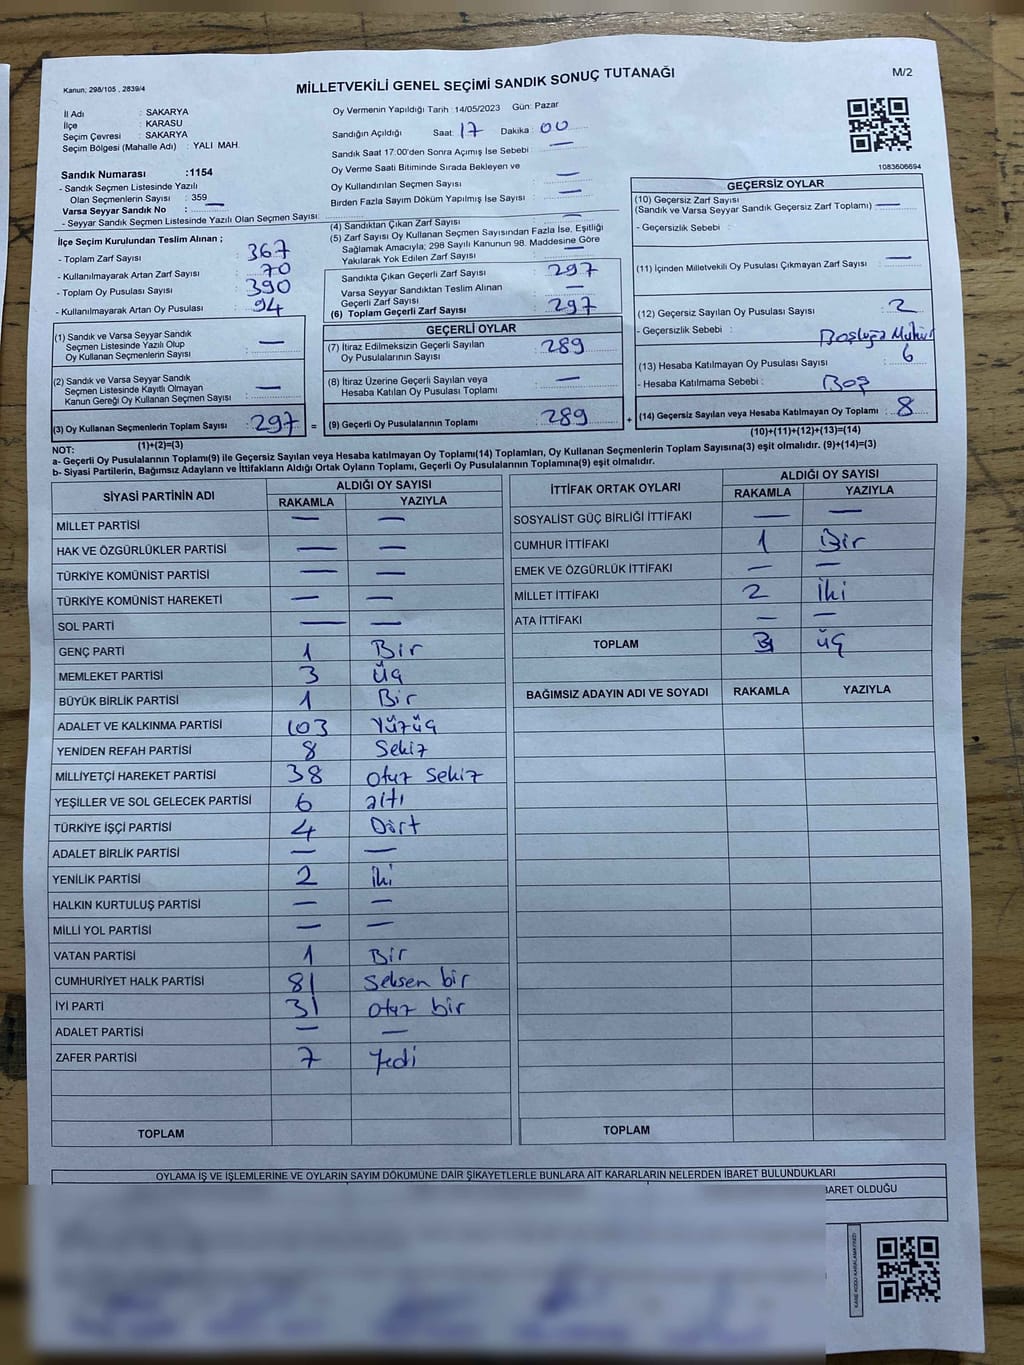 Kanun; 298/105 , 2839/4
MİLLETVEKİLİ GENEL SEÇİMİ SANDIK SONUÇ TUTANAĞI
M/2
İl Adı : SAKARYA
İlçe : KARASU
Seçim Çevresi : SAKARYA
Seçim Bölgesi (Mahalle Adı) : YALI MAH.
Oy Vermenin Yapıldığı Tarih : 14/05/2023 Gün: Pazar
Sandığın Açıldığı Saat: 17 Dakika : 00
Sandık Saat 17:00'den Sonra Açımış İse Sebebi : —
Oy Verme Saati Bitiminde Sırada Bekleyen ve
Oy Kullandırılan Seçmen Sayısı : —
Birden Fazla Sayım Döküm Yapılmış İse Sayısı : —
1083606694
Sandık Numarası :1154
- Sandık Seçmen Listesinde Yazılı
Olan Seçmenlerin Sayısı : 359
Varsa Seyyar Sandık No : —
- Seyyar Sandık Seçmen Listesinde Yazılı Olan Seçmen Sayısı:
İlçe Seçim Kurulundan Teslim Alınan ;
- Toplam Zarf Sayısı : 367
- Kullanılmayarak Artan Zarf Sayısı : 70
- Toplam Oy Pusulası Sayısı : 390
- Kullanılmayarak Artan Oy Pusulası : 94
(1) Sandık ve Varsa Seyyar Sandık
Seçmen Listesinde Yazılı Olup
Oy Kullanan Seçmenlerin Sayısı : —
(2) Sandık ve Varsa Seyyar Sandık
Seçmen Listesinde Kayıtlı Olmayan
Kanun Gereği Oy Kullanan Seçmen Sayısı : —
(3) Oy Kullanan Seçmenlerin Toplam Sayısı : 297
(1)+(2)=(3)
(4) Sandıktan Çıkan Zarf Sayısı : —
(5) Zarf Sayısı Oy Kullanan Seçmen Sayısından Fazla İse, Eşitliği
Sağlamak Amacıyla; 298 Sayılı Kanunun 98. Maddesine Göre
Yakılarak Yok Edilen Zarf Sayısı : —
Sandıkta Çıkan Geçerli Zarf Sayısı : 297
Varsa Seyyar Sandıktan Teslim Alınan
Geçerli Zarf Sayısı : —
(6) Toplam Geçerli Zarf Sayısı : 297
GEÇERLİ OYLAR
(7) İtiraz Edilmeksizin Geçerli Sayılan
Oy Pusulalarının Sayısı : 289
(8) İtiraz Üzerine Geçerli Sayılan veya
Hesaba Katılan Oy Pusulası Toplamı : —
= (9) Geçerli Oy Pusulalarının Toplamı : 289 +
GEÇERSİZ OYLAR
(10) Geçersiz Zarf Sayısı
(Sandık ve Varsa Seyyar Sandık Geçersiz Zarf Toplamı) : —
- Geçersizlik Sebebi :
(11) İçinden Milletvekili Oy Pusulası Çıkmayan Zarf Sayısı : —
(12) Geçersiz Sayılan Oy Pusulası Sayısı : 2
- Geçersizlik Sebebi : Boşluğa Mühür
(13) Hesaba Katılmayan Oy Pusulası Sayısı : 6
- Hesaba Katılmama Sebebi : Boş
(14) Geçersiz Sayılan veya Hesaba Katılmayan Oy Toplamı : 8
(10)+(11)+(12)+(13)=(14)
NOT:
a- Geçerli Oy Pusulasının Toplamı(9) ile Geçersiz Sayılan veya Hesaba katılmayan Oy Toplamı(14) Toplamları, Oy Kullanan Seçmenlerin Toplam Sayısına(3) eşit olmalıdır. (9)+(14)=(3)
b- Siyasi Partilerin, Bağımsız Adayların ve İttifakların Aldığı Ortak Oyların Toplamı, Geçerli Oy Pusulalarının Toplamına(9) eşit olmalıdır.
SİYASİ PARTİNİN ADI ALDIĞI OY SAYISI
RAKAMLA YAZIYLA
MİLLET PARTİSİ — —
HAK VE ÖZGÜRLÜKLER PARTİSİ — —
TÜRKİYE KOMÜNİST PARTİSİ — —
TÜRKİYE KOMÜNİST HAREKETİ — —
SOL PARTİ — —
GENÇ PARTİ 1 Bir
MEMLEKET PARTİSİ 3 üç
BÜYÜK BİRLİK PARTİSİ 1 Bir
ADALET VE KALKINMA PARTİSİ 103 Yüzüç
YENİDEN REFAH PARTİSİ 8 Sekiz
MİLLİYETÇİ HAREKET PARTİSİ 38 otuz sekiz
YEŞİLLER VE SOL GELECEK PARTİSİ 6 altı
TÜRKİYE İŞÇİ PARTİSİ 4 Dört
ADALET BİRLİK PARTİSİ — —
YENİLİK PARTİSİ 2 iki
HALKIN KURTULUŞ PARTİSİ — —
MİLLİ YOL PARTİSİ — —
VATAN PARTİSİ 1 Bir
CUMHURİYET HALK PARTİSİ 81 seksen bir
İYİ PARTİ 31 otuz bir
ADALET PARTİSİ — —
ZAFER PARTİSİ 7 Yedi
TOPLAM
İTTİFAK ORTAK OYLARI ALDIĞI OY SAYISI
RAKAMLA YAZIYLA
SOSYALİST GÜÇ BİRLİĞİ İTTİFAKI — —
CUMHUR İTTİFAKI 1 Bir
EMEK VE ÖZGÜRLÜK İTTİFAKI — —
MİLLET İTTİFAKI 2 İki
ATA İTTİFAKI — —
TOPLAM 3 üç
BAĞIMSIZ ADAYIN ADI VE SOYADI RAKAMLA YAZIYLA
TOPLAM
OYLAMA İŞ VE İŞLEMLERİNE VE OYLARIN SAYIM DÖKÜMÜNE DAİR ŞİKAYETLERLE BUNLARA AİT KARARLARIN NELERDEN İBARET BULUNDUKLARI
BARET OLDUĞU